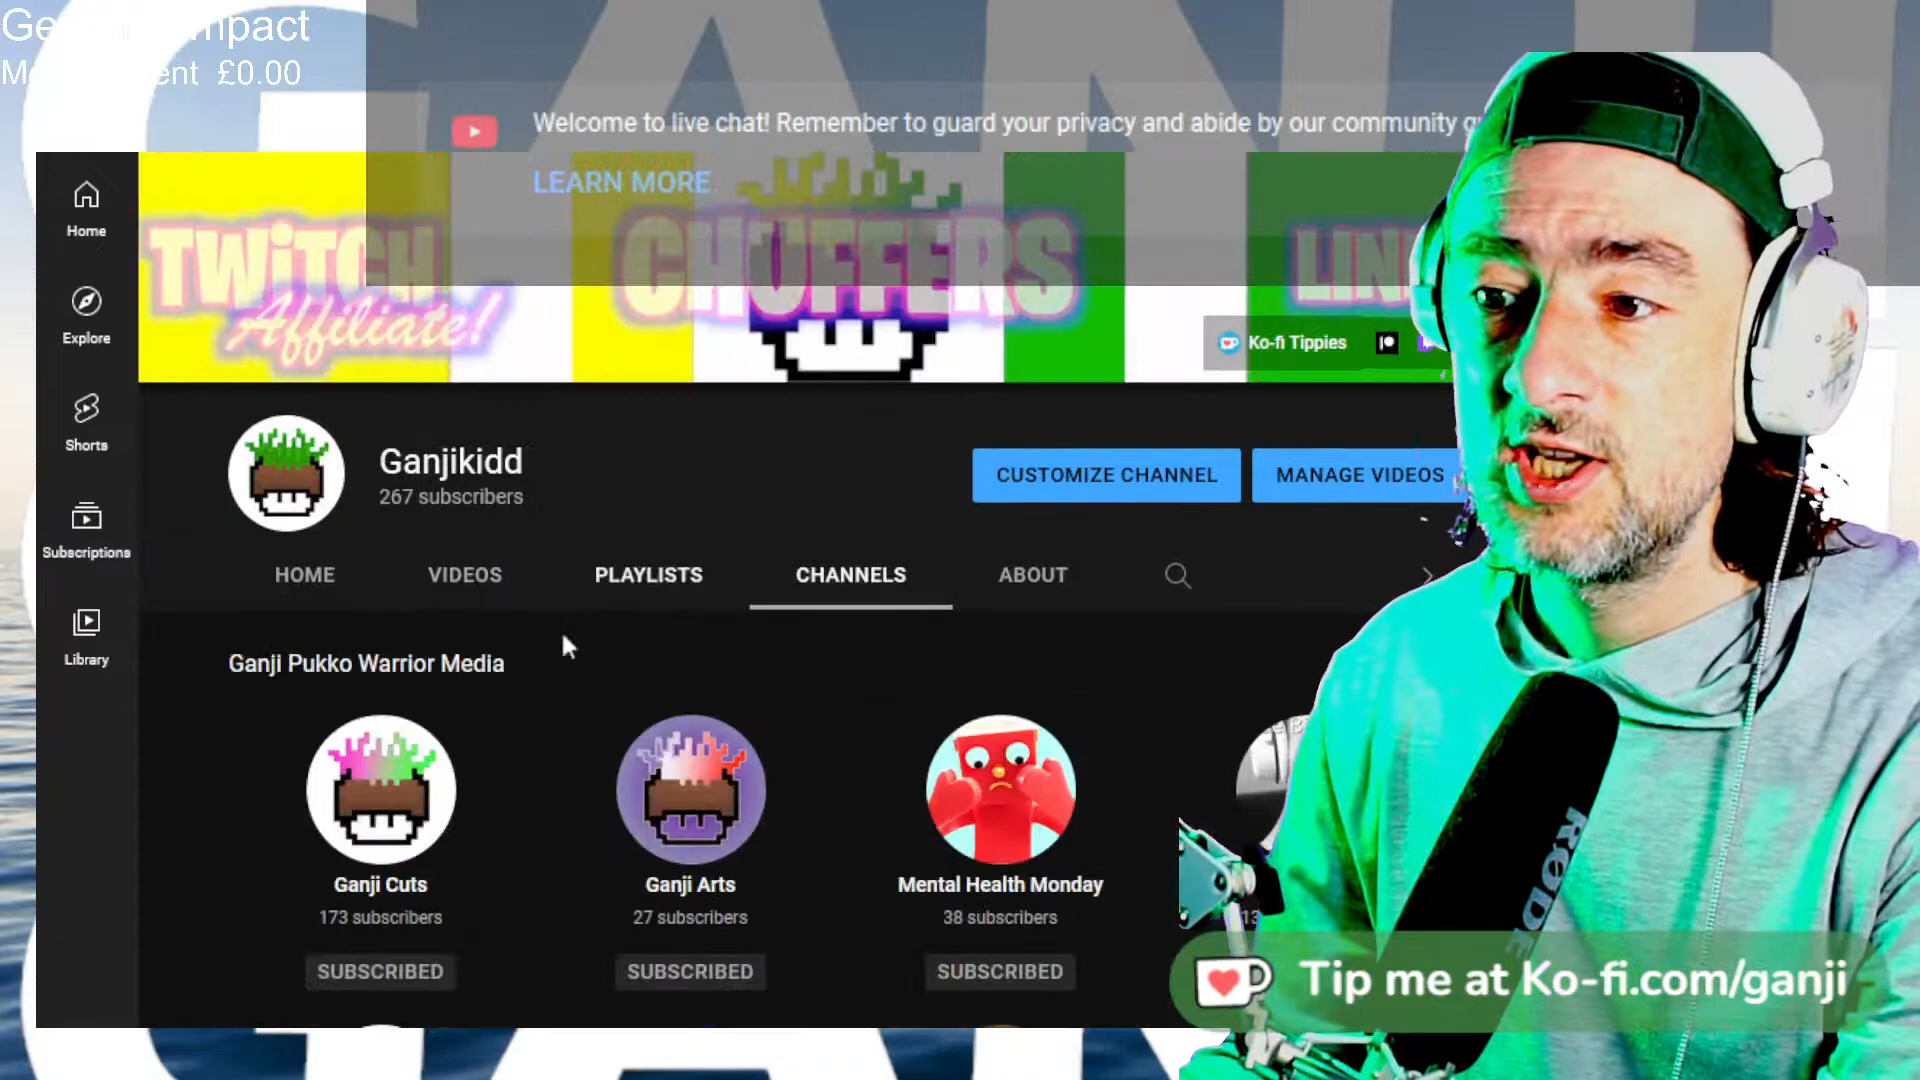 £0.00
Welcome to live chat! Remember to guard your privacy and abide by our community
LEARN MORE
TWiTCH
Affiliate!
CHUFFERS
Ko-fi Tippies
Home
Explore
Shorts
Subscriptions
Library
Ganjikidd
267 subscribers
CUSTOMIZE CHANNEL
MANAGE VIDEOS
HOME
VIDEOS
PLAYLISTS
CHANNELS
ABOUT
Ganji Pukko Warrior Media
Ganji Cuts
173 subscribers
SUBSCRIBED
Ganji Arts
27 subscribers
SUBSCRIBED
Mental Health Monday
38 subscribers
SUBSCRIBED
RØDE
Tip me at Ko-fi.com/ganji